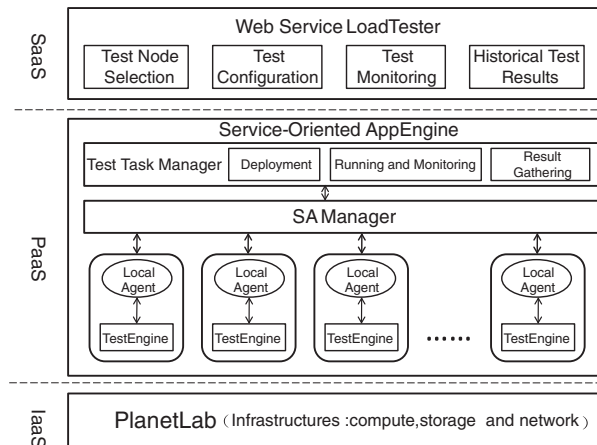 SaaS
Web Service LoadTester
Test Node Selection
Test Configuration
Test Monitoring
Historical Test Results
PaaS
Service-Oriented AppEngine
Test Task Manager
Deployment
Running and Monitoring
Result Gathering
SA Manager
Local Agent
TestEngine
Local Agent
TestEngine
Local Agent
TestEngine
......
Local Agent
TestEngine
IaaS
PlanetLab (Infrastructures :compute,storage and network)